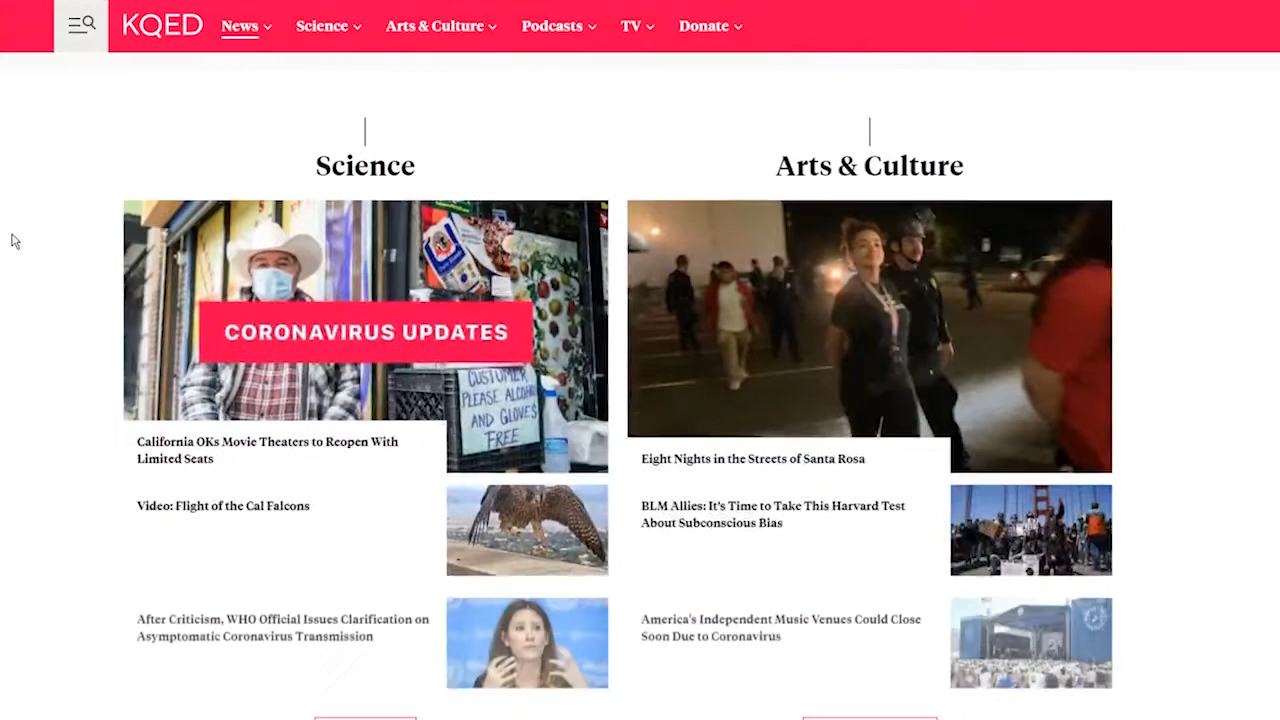 KQED
News
Science
Arts & Culture
Podcasts
TV
Donate
Science
CORONAVIRUS UPDATES
CUSTOMER
PLEASE ALCOHOL
AND GLOVES
FREE
California OKs Movie Theaters to Reopen With
Limited Seats
Video: Flight of the Cal Falcons
After Criticism, WHO Official Issues Clarification on
Asymptomatic Coronavirus Transmission
Arts & Culture
Eight Nights in the Streets of Santa Rosa
BLM Allies: It's Time to Take This Harvard Test
About Subconscious Bias
America's Independent Music Venues Could Close
Soon Due to Coronavirus